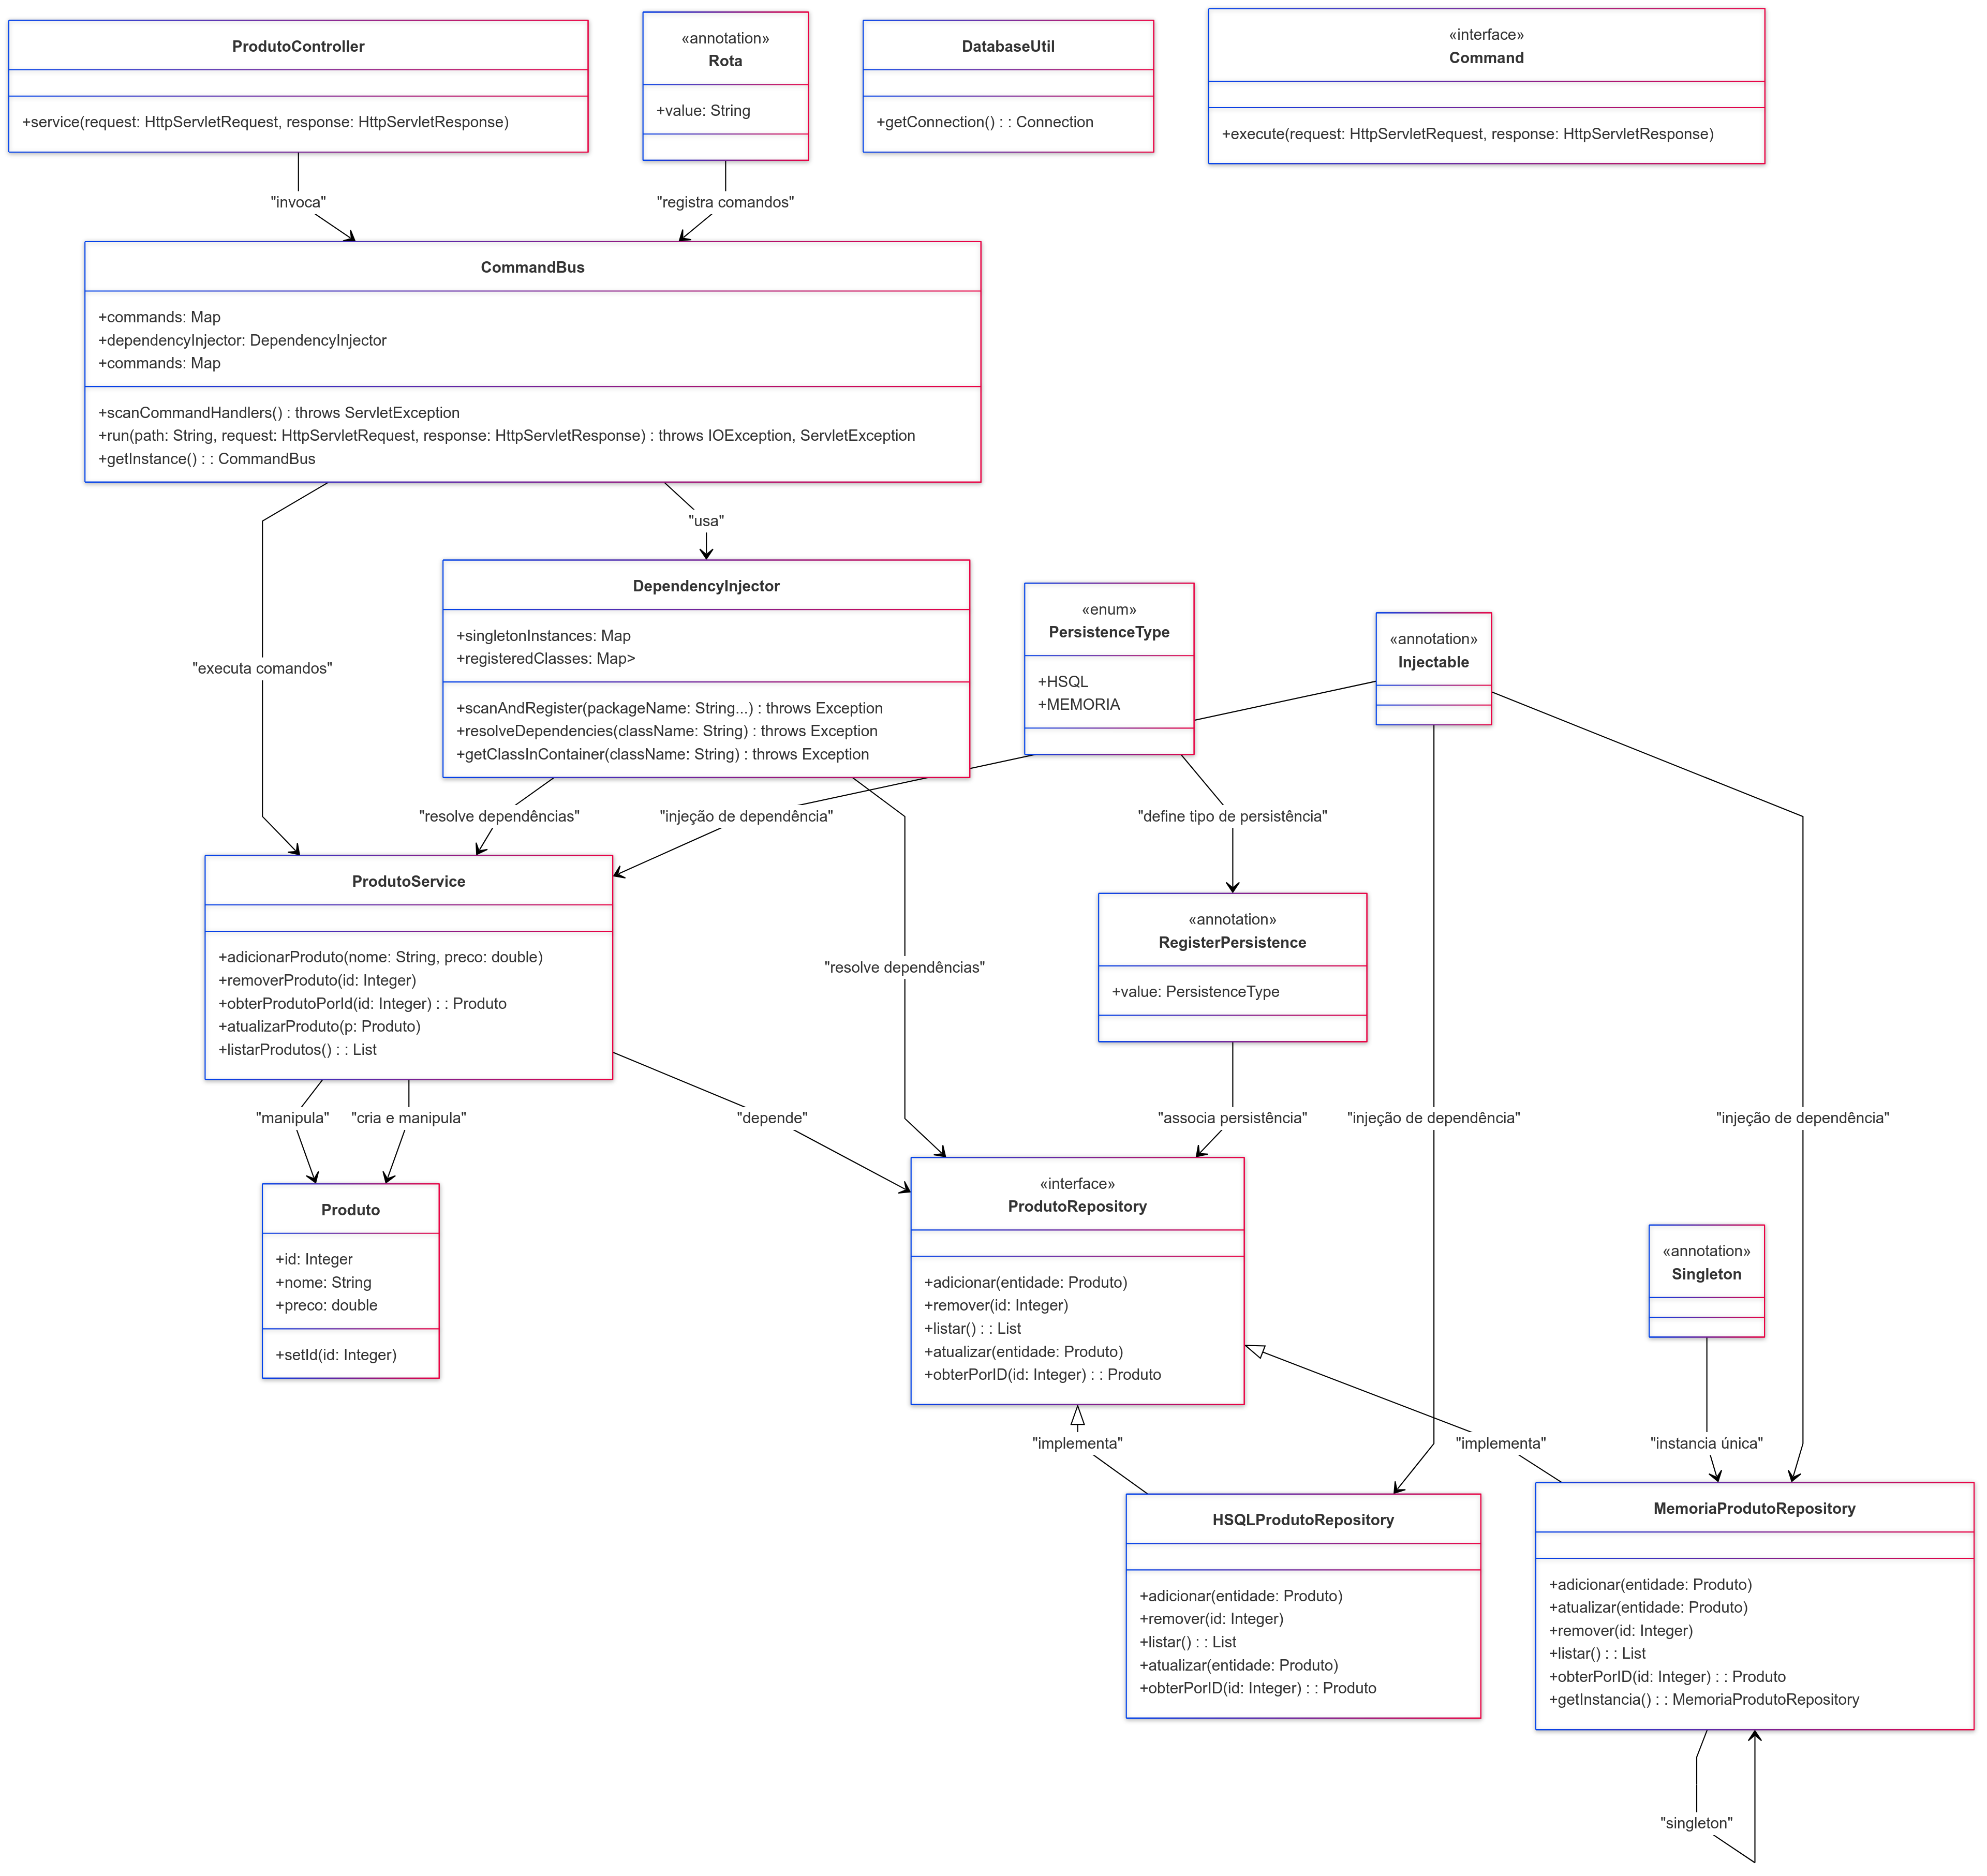 ProdutoController
+service(request: HttpServletRequest, response: HttpServletResponse)
«annotation»
Rota
+value: String
DatabaseUtil
+getConnection() : : Connection
«interface»
Command
+execute(request: HttpServletRequest, response: HttpServletResponse)
"invoca"
"registra comandos"
CommandBus
+commands: Map
+dependencyInjector: DependencyInjector
+commands: Map
+scanCommandHandlers() : throws ServletException
+run(path: String, request: HttpServletRequest, response: HttpServletResponse) : throws IOException, ServletException
+getInstance() : : CommandBus
"usa"
"executa comandos"
DependencyInjector
+singletonInstances: Map
+registeredClasses: Map>
+scanAndRegister(packageName: String...) : throws Exception
+resolveDependencies(className: String) : throws Exception
+getClassInContainer(className: String) : throws Exception
«enum»
PersistenceType
+HSQL
+MEMORIA
«annotation»
Injectable
"resolve dependências"
"injeção de dependência"
"define tipo de persistência"
ProdutoService
+adicionarProduto(nome: String, preco: double)
+removerProduto(id: Integer)
+obterProdutoPorId(id: Integer) : : Produto
+atualizarProduto(p: Produto)
+listarProdutos() : : List
"resolve dependências"
«annotation»
RegisterPersistence
+value: PersistenceType
"manipula"
"cria e manipula"
"depende"
"associa persistência"
"injeção de dependência"
"injeção de dependência"
Produto
+id: Integer
+nome: String
+preco: double
+setId(id: Integer)
«interface»
ProdutoRepository
+adicionar(entidade: Produto)
+remover(id: Integer)
+listar() : : List
+atualizar(entidade: Produto)
+obterPorID(id: Integer) : : Produto
«annotation»
Singleton
"implementa"
"implementa"
"instancia única"
HSQLProdutoRepository
+adicionar(entidade: Produto)
+remover(id: Integer)
+listar() : : List
+atualizar(entidade: Produto)
+obterPorID(id: Integer) : : Produto
MemoriaProdutoRepository
+adicionar(entidade: Produto)
+atualizar(entidade: Produto)
+remover(id: Integer)
+listar() : : List
+obterPorID(id: Integer) : : Produto
+getInstancia() : : MemoriaProdutoRepository
"singleton"